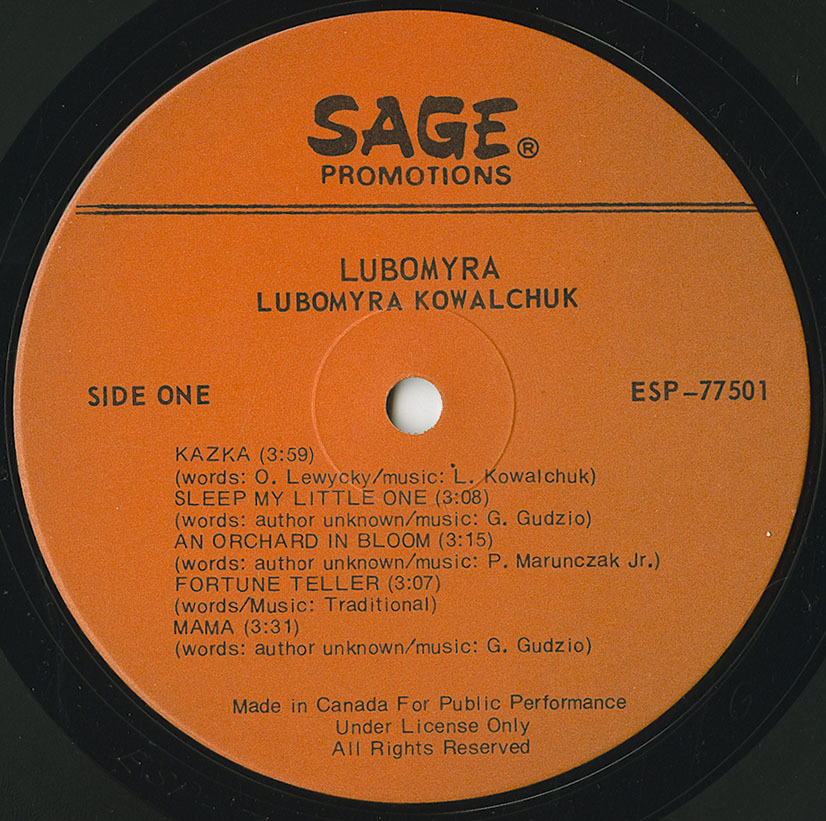 SAGE®
PROMOTIONS
LUBOMYRA
LUBOMYRA KOWALCHUK
SIDE ONE
ESP-77501
KAZKA (3:59)
(words: O. Lewycky/music: L. Kowalchuk)
SLEEP MY LITTLE ONE (3:08)
(words: author unknown/music: G. Gudzio)
AN ORCHARD IN BLOOM (3:15)
(words: author unknown/music: P. Marunczak Jr.)
FORTUNE TELLER (3:07)
(words/Music: Traditional)
MAMA (3:31)
(words: author unknown/music: G. Gudzio)
Made in Canada For Public Performance
Under License Only
All Rights Reserved